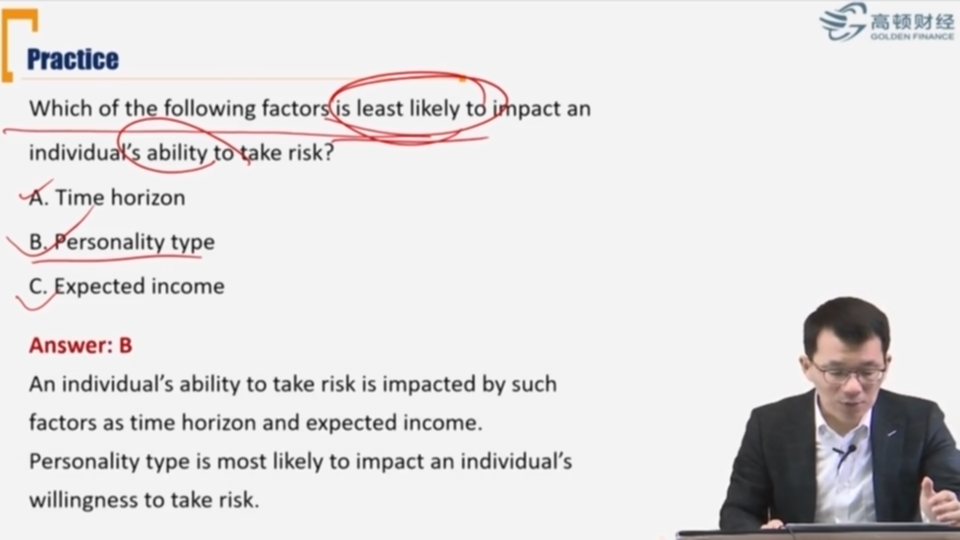 高顿财经
GOLDEN FINANCE
Practice
Which of the following factors is least likely to impact an
individual's ability to take risk?
A. Time horizon
B. Personality type
C. Expected income
Answer: B
An individual's ability to take risk is impacted by such
factors as time horizon and expected income.
Personality type is most likely to impact an individual's
willingness to take risk.